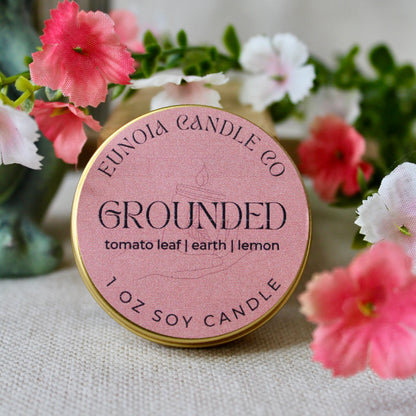 EUNOIA CANDLE CO
GROUNDED
tomato leaf | earth | lemon
1 OZ SOY CANDLE